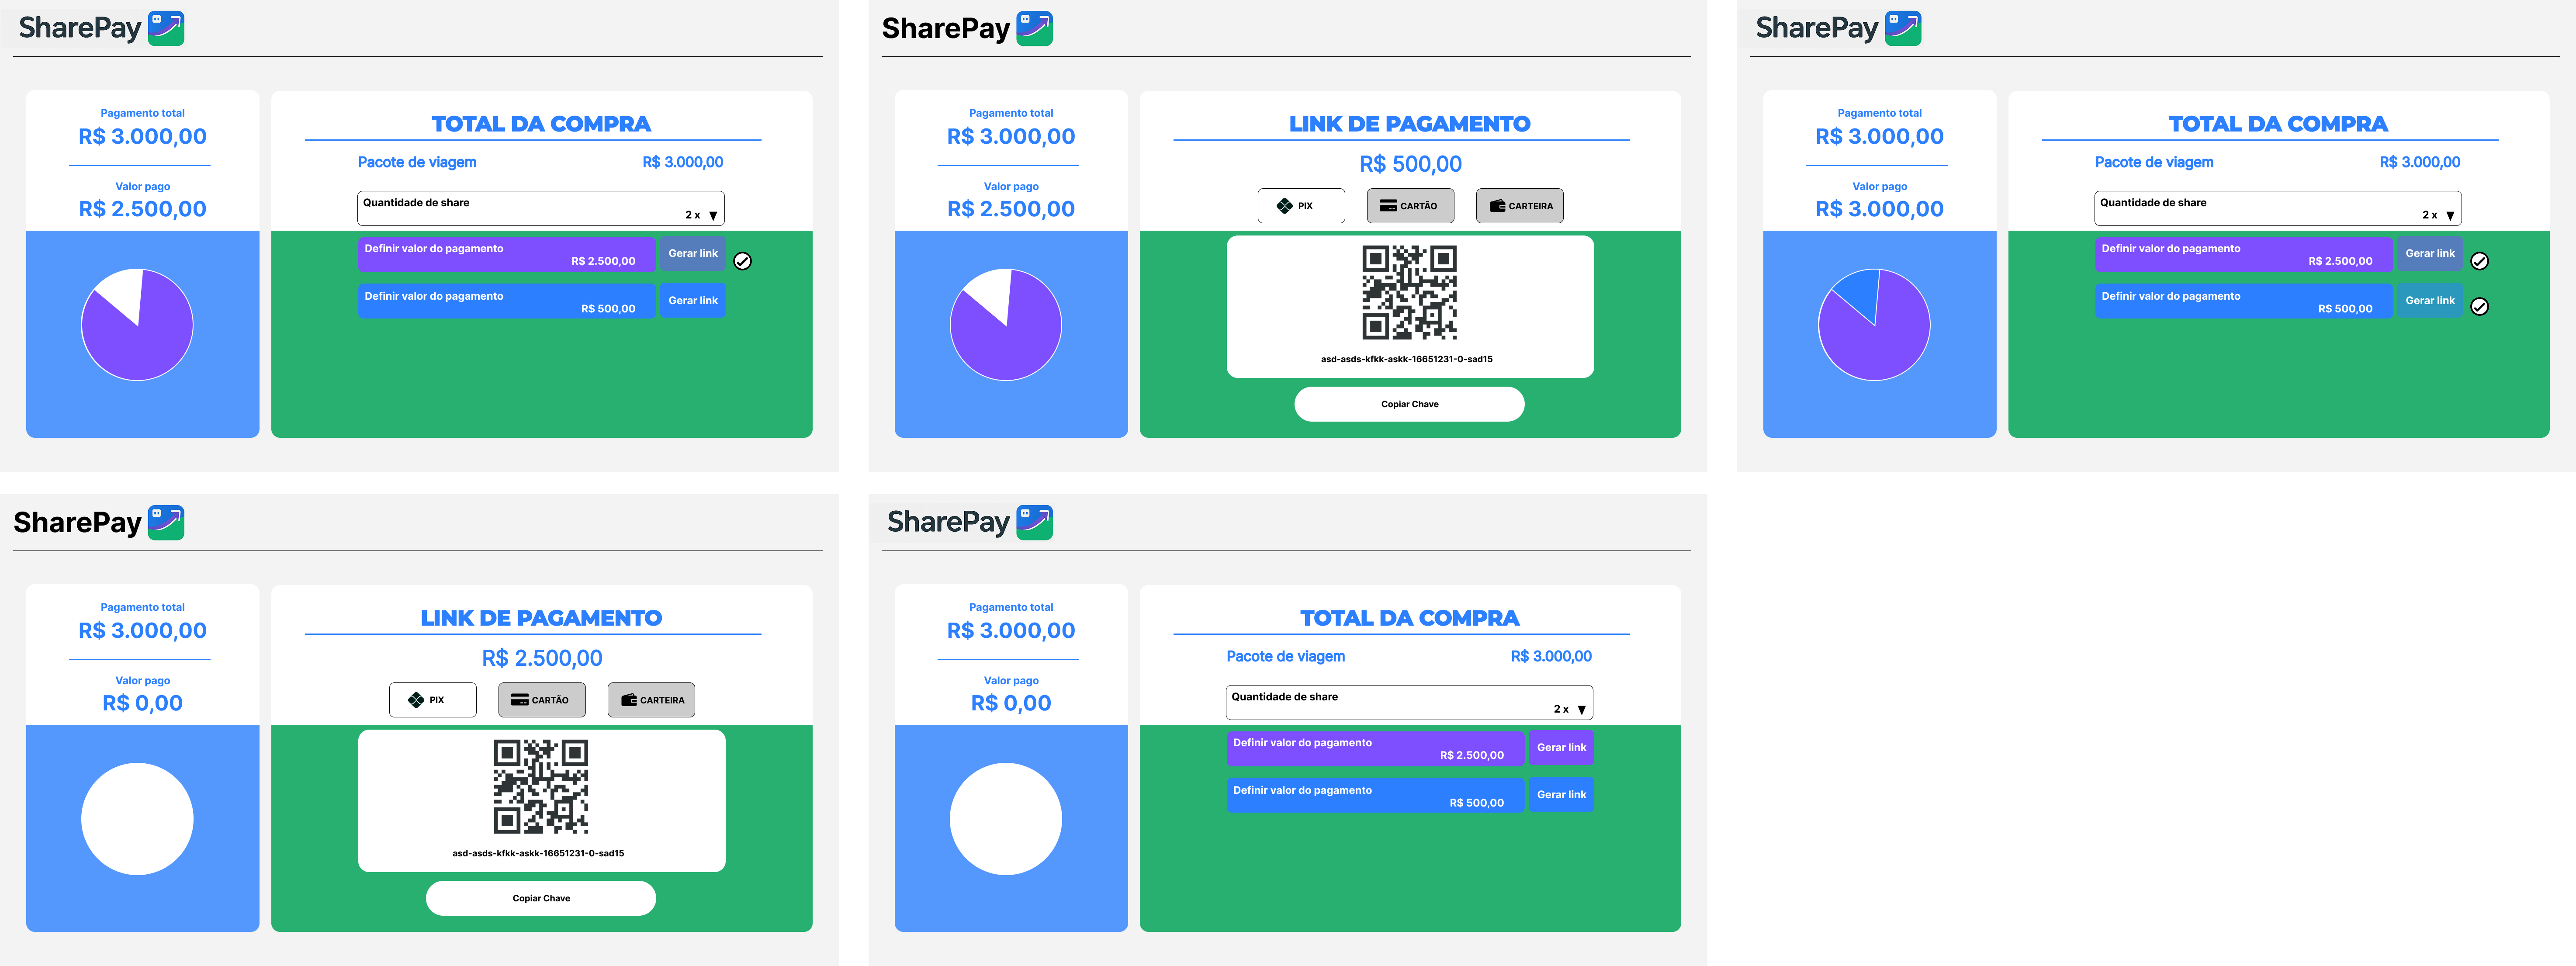 SharePay
Pagamento total
R$ 3.000,00
Valor pago
R$ 2.500,00
TOTAL DA COMPRA
Pacote de viagem R$ 3.000,00
Quantidade de share
2 x
Definir valor do pagamento
R$ 2.500,00
Gerar link
Definir valor do pagamento
R$ 500,00
Gerar link
SharePay
Pagamento total
R$ 3.000,00
Valor pago
R$ 2.500,00
LINK DE PAGAMENTO
R$ 500,00
PIX CARTÃO CARTEIRA
asd-asds-kfkk-askk-16651231-0-sad15
Copiar Chave
SharePay
Pagamento total
R$ 3.000,00
Valor pago
R$ 3.000,00
TOTAL DA COMPRA
Pacote de viagem R$ 3.000,00
Quantidade de share
2 x
Definir valor do pagamento
R$ 2.500,00
Gerar link
Definir valor do pagamento
R$ 500,00
Gerar link
SharePay
Pagamento total
R$ 3.000,00
Valor pago
R$ 0,00
LINK DE PAGAMENTO
R$ 2.500,00
PIX CARTÃO CARTEIRA
asd-asds-kfkk-askk-16651231-0-sad15
Copiar Chave
SharePay
Pagamento total
R$ 3.000,00
Valor pago
R$ 0,00
TOTAL DA COMPRA
Pacote de viagem R$ 3.000,00
Quantidade de share
2 x
Definir valor do pagamento
R$ 2.500,00
Gerar link
Definir valor do pagamento
R$ 500,00
Gerar link